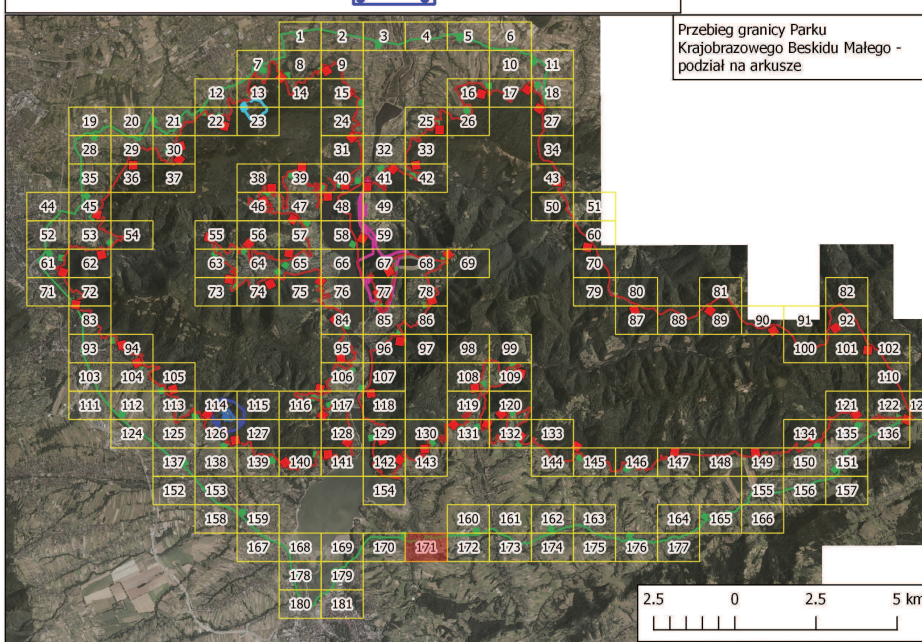 Przebieg granicy Parku
Krajobrazowego Beskidu Małego -
podział na arkusze
1 2 3 4 5 6
7 8 9 10 11
12 13 14 15 16 17 18
19 20 21 22 23 24 25 26 27
28 29 30 31 32 33 34
35 36 37 38 39 40 41 42 43
44 45 46 47 48 49 50 51
52 53 54 55 56 57 58 59 60
61 62 63 64 65 66 67 68 69 70
71 72 73 74 75 76 77 78 79 80 81 82
83 84 85 86 87 88 89 90 91 92
93 94 95 96 97 98 99 100 101 102
103 104 105 106 107 108 109 110
111 112 113 114 115 116 117 118 119 120 121 122 12
124 125 126 127 128 129 130 131 132 133 134 135 136
137 138 139 140 141 142 143 144 145 146 147 148 149 150 151
152 153 154 155 156 157
158 159 160 161 162 163 164 165 166
167 168 169 170 171 172 173 174 175 176 177
178 179
180 181
2.5 0 2.5 5 km